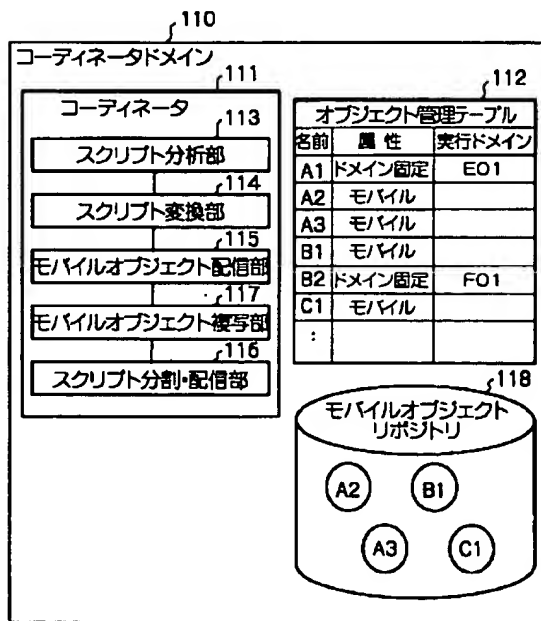 110
コーディネータドメイン
111
コーディネータ
113
スクリプト分析部
114
スクリプト変換部
115
モバイルオブジェクト配信部
117
モバイルオブジェクト複写部
116
スクリプト分割・配信部
112
オブジェクト管理テーブル
名前 属性 実行ドメイン
A1 ドメイン固定 E01
A2 モバイル
A3 モバイル
B1 モバイル
B2 ドメイン固定 F01
C1 モバイル
:
118
モバイルオブジェクト
リポジトリ
A2 B1
A3 C1